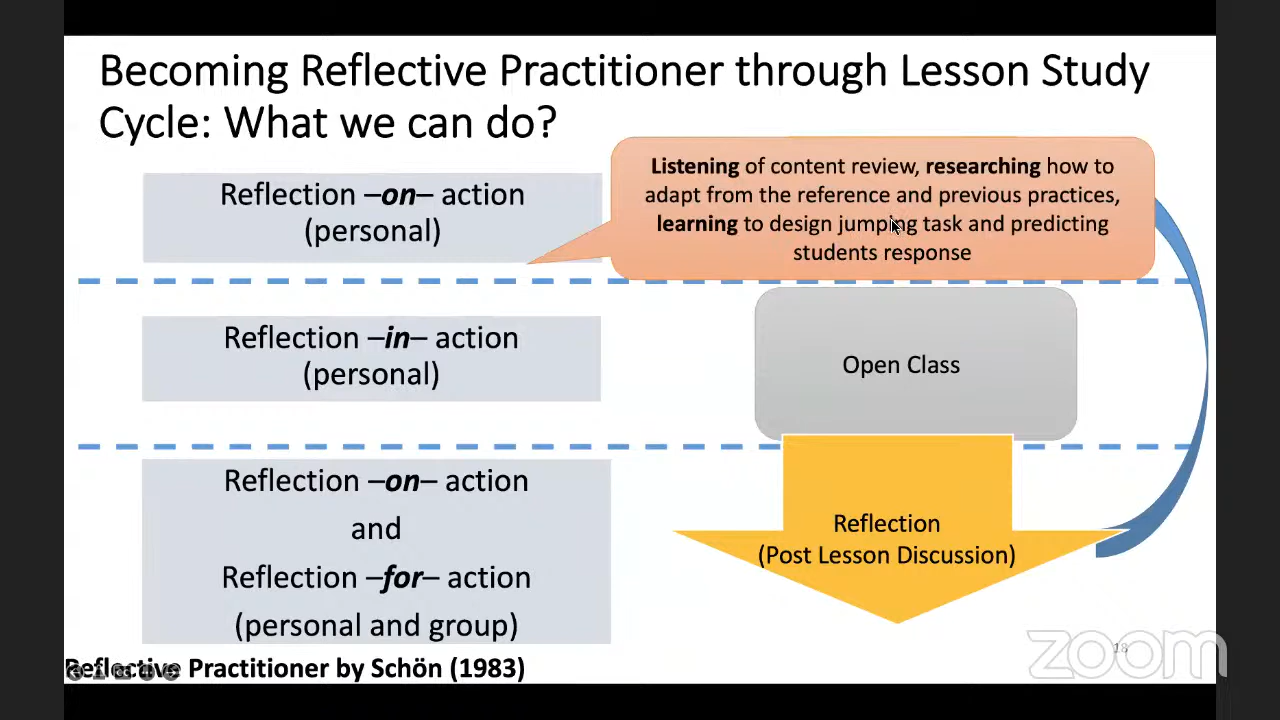 Becoming Reflective Practitioner through Lesson Study
Cycle: What we can do?
Reflection –on– action
(personal)
Listening of content review, researching how to
adapt from the reference and previous practices,
learning to design jumping task and predicting
students response
Reflection –in– action
(personal)
Open Class
Reflection –on– action
and
Reflection –for– action
(personal and group)
Reflection
(Post Lesson Discussion)
Reflective Practitioner by Schön (1983)
18
zoom